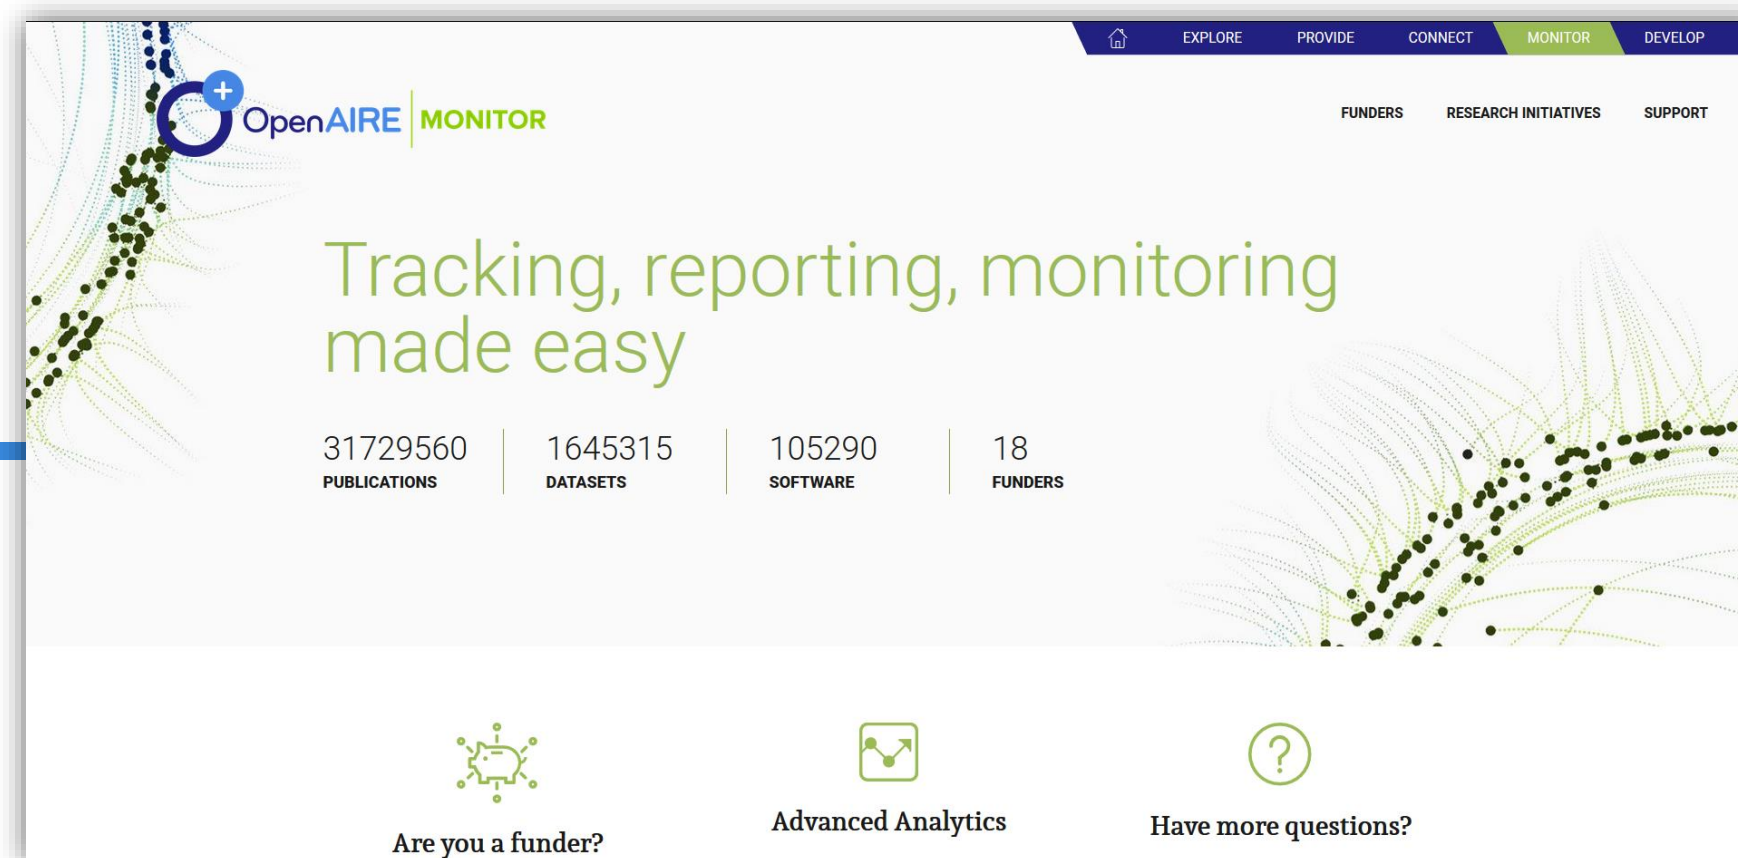 EXPLORE PROVIDE CONNECT MONITOR DEVELOP
OpenAIRE MONITOR
FUNDERS RESEARCH INITIATIVES SUPPORT
Tracking, reporting, monitoring
made easy
31729560 1645315 105290 18
PUBLICATIONS DATASETS SOFTWARE FUNDERS
Are you a funder? Advanced Analytics Have more questions?